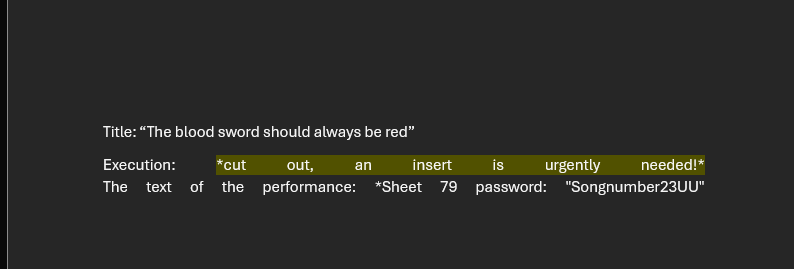 Title: “The blood sword should always be red”
Execution: *cut out, an insert is urgently needed!*
The text of the performance: *Sheet 79 password: "Songnumber23UU"